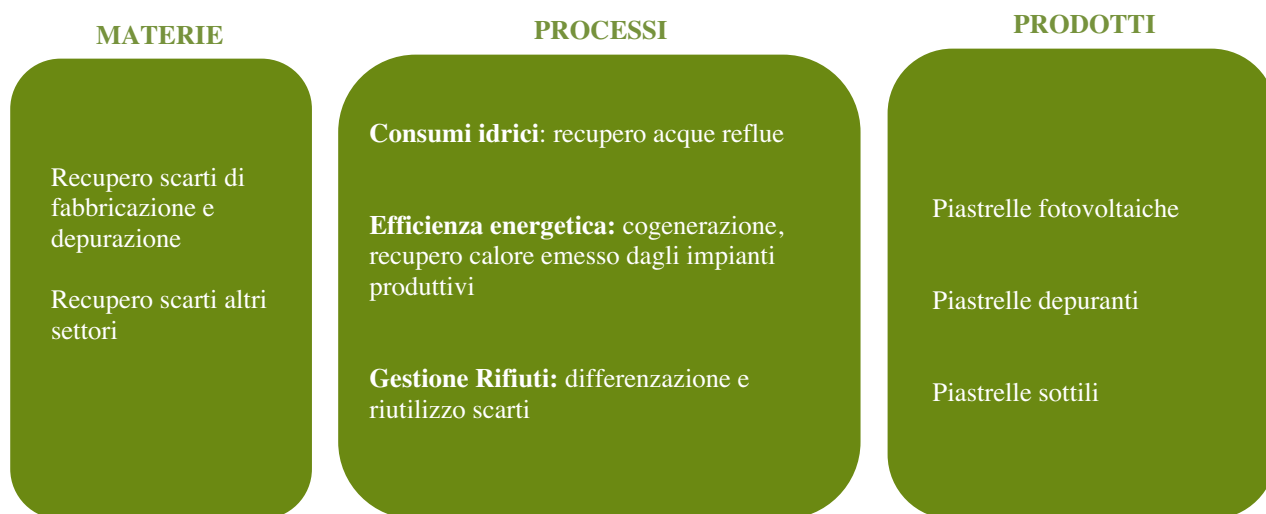 MATERIE
Recupero scarti di
fabbricazione e
depurazione
Recupero scarti altri
settori
PROCESSI
Consumi idrici: recupero acque reflue
Efficienza energetica: cogenerazione,
recupero calore emesso dagli impianti
produttivi
Gestione Rifiuti: differenzazione e
riutilizzo scarti
PRODOTTI
Piastrelle fotovoltaiche
Piastrelle depuranti
Piastrelle sottili